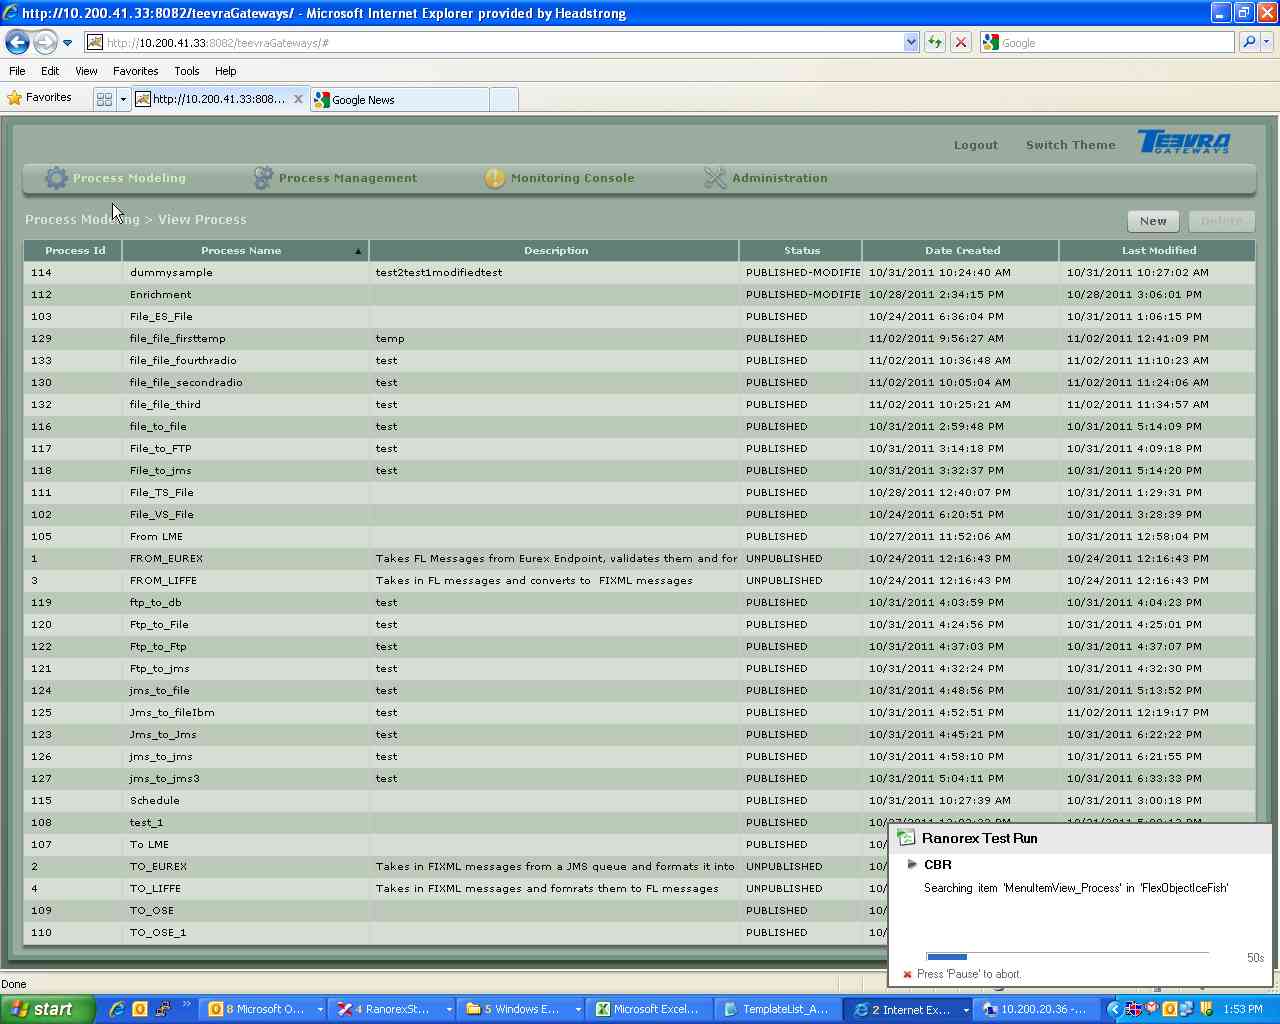 http://10.200.41.33:8082/teevraGateways/ - Microsoft Internet Explorer provided by Headstrong
http://10.200.41.33:8082/teevraGateways/#
Google
File Edit View Favorites Tools Help
Favorites
http://10.200.41.33:808... Google News
Logout Switch Theme TEEVRA GATEWAYS
Process Modeling Process Management Monitoring Console Administration
Process Modeling > View Process New Delete
Process Id Process Name Description Status Date Created Last Modified
114 dummysample test2test1modifiedtest PUBLISHED-MODIFIE 10/31/2011 10:24:40 AM 10/31/2011 10:27:02 AM
112 Enrichment PUBLISHED-MODIFIE 10/28/2011 2:34:15 PM 10/28/2011 3:06:01 PM
103 File_ES_File PUBLISHED 10/24/2011 6:36:04 PM 10/31/2011 1:06:15 PM
129 file_file_firsttemp temp PUBLISHED 11/02/2011 9:56:27 AM 11/02/2011 12:41:09 PM
133 file_file_fourthradio test PUBLISHED 11/02/2011 10:36:48 AM 11/02/2011 11:10:23 AM
130 file_file_secondradio test PUBLISHED 11/02/2011 10:05:04 AM 11/02/2011 11:24:06 AM
132 file_file_third test PUBLISHED 11/02/2011 10:25:21 AM 11/02/2011 11:34:57 AM
116 file_to_file test PUBLISHED 10/31/2011 2:59:48 PM 10/31/2011 5:14:09 PM
117 File_to_FTP test PUBLISHED 10/31/2011 3:14:18 PM 10/31/2011 4:09:18 PM
118 File_to_jms test PUBLISHED 10/31/2011 3:32:37 PM 10/31/2011 5:14:20 PM
111 File_TS_File PUBLISHED 10/28/2011 12:40:07 PM 10/31/2011 1:29:31 PM
102 File_VS_File PUBLISHED 10/24/2011 6:20:51 PM 10/31/2011 3:28:39 PM
105 From LME PUBLISHED 10/27/2011 11:52:06 AM 10/31/2011 12:58:04 PM
1 FROM_EUREX Takes FL Messages from Eurex Endpoint, validates them and for UNPUBLISHED 10/24/2011 12:16:43 PM 10/24/2011 12:16:43 PM
3 FROM_LIFFE Takes in FL messages and converts to FIXML messages UNPUBLISHED 10/24/2011 12:16:43 PM 10/24/2011 12:16:43 PM
119 ftp_to_db test PUBLISHED 10/31/2011 4:03:59 PM 10/31/2011 4:04:23 PM
120 Ftp_to_File test PUBLISHED 10/31/2011 4:24:56 PM 10/31/2011 4:25:01 PM
122 Ftp_to_Ftp test PUBLISHED 10/31/2011 4:37:03 PM 10/31/2011 4:37:07 PM
121 Ftp_to_jms test PUBLISHED 10/31/2011 4:32:24 PM 10/31/2011 4:32:30 PM
124 jms_to_file test PUBLISHED 10/31/2011 4:48:56 PM 10/31/2011 5:13:52 PM
125 Jms_to_fileIbm test PUBLISHED 10/31/2011 4:52:51 PM 11/02/2011 12:19:17 PM
123 Jms_to_Jms test PUBLISHED 10/31/2011 4:45:21 PM 10/31/2011 6:22:22 PM
126 jms_to_jms test PUBLISHED 10/31/2011 4:58:10 PM 10/31/2011 6:21:55 PM
127 jms_to_jms3 test PUBLISHED 10/31/2011 5:04:11 PM 10/31/2011 6:33:33 PM
115 Schedule PUBLISHED 10/31/2011 10:27:39 AM 10/31/2011 3:00:18 PM
108 test_1 PUBLISHED
107 To LME PUBLISHED
2 TO_EUREX Takes in FIXML messages from a JMS queue and formats it into UNPUBLISHED
4 TO_LIFFE Takes in FIXML messages and fomrats them to FL messages UNPUBLISHED
109 TO_OSE PUBLISHED
110 TO_OSE_1 PUBLISHED
Ranorex Test Run
CBR
Searching item 'MenuItemView_Process' in 'FlexObjectIceFish'
50s
Press 'Pause' to abort.
Done
start 8 Microsoft O... 4 RanorexSt... 5 Windows E... Microsoft Excel... TemplateList_A... 2 Internet Ex... 10.200.20.36 -... 1:53 PM